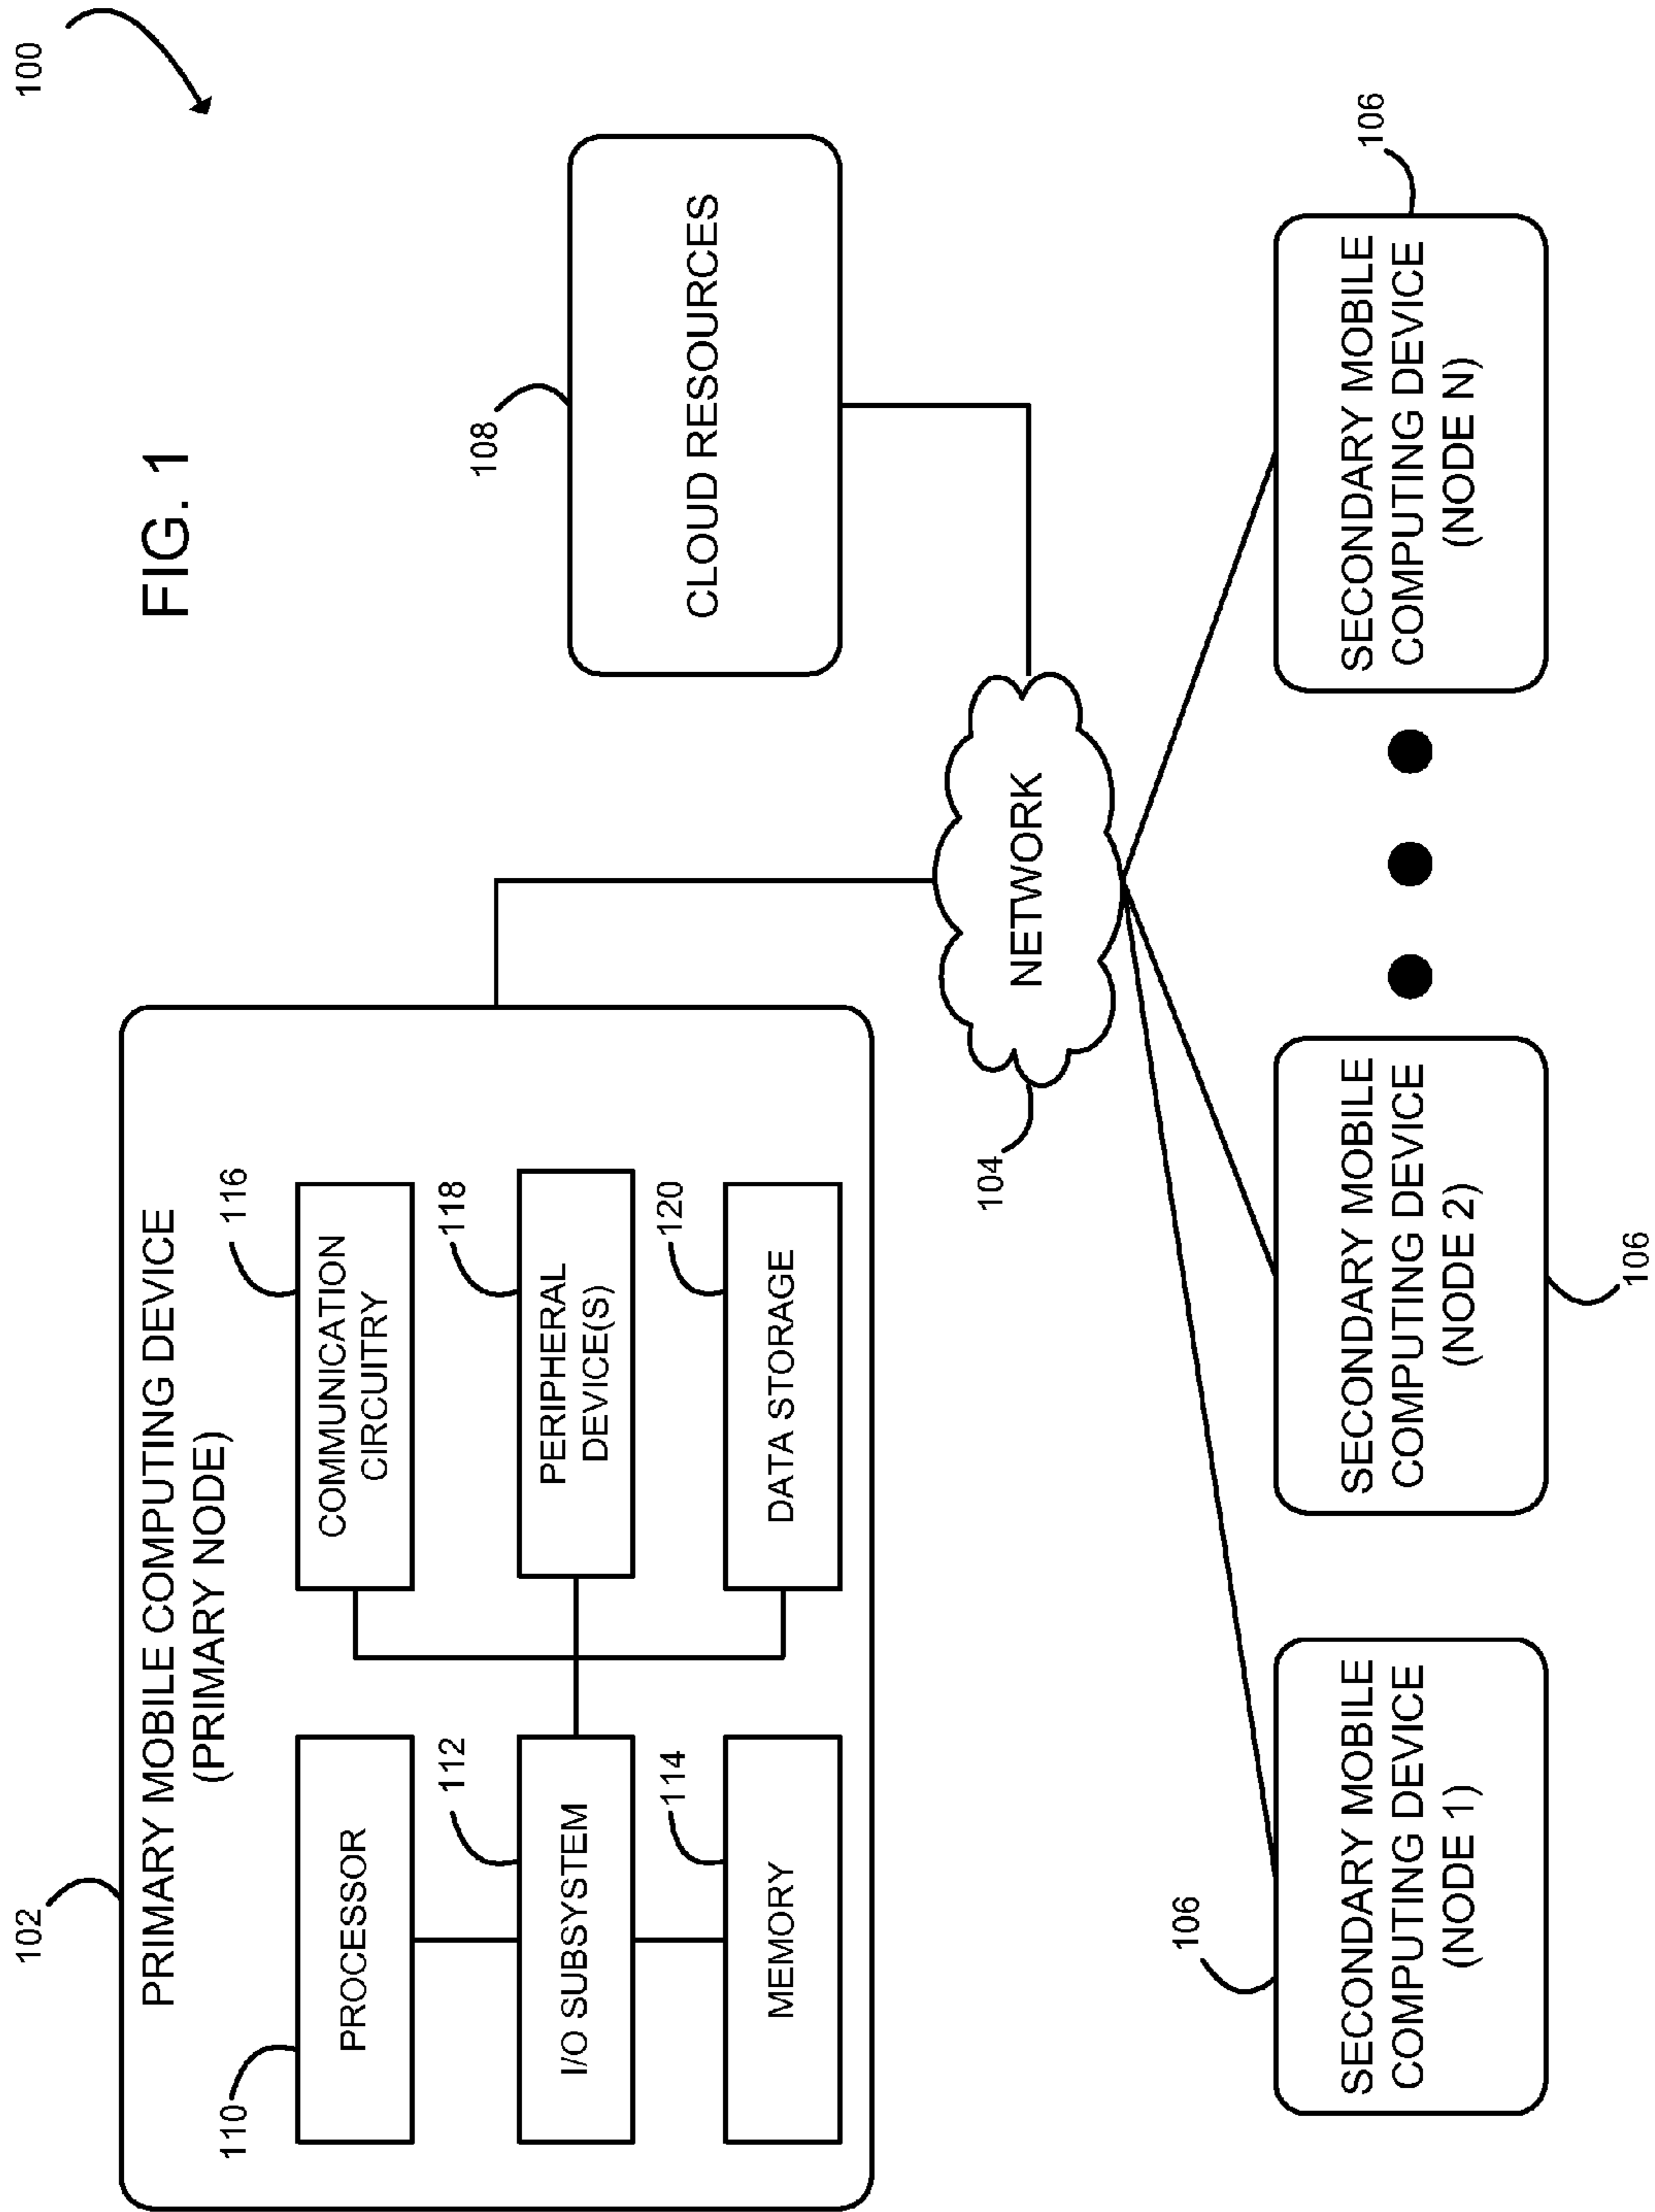 FIG. 1
100
102
PRIMARY MOBILE COMPUTING DEVICE
(PRIMARY NODE)
110
PROCESSOR
112
I/O SUBSYSTEM
114
MEMORY
116
COMMUNICATION
CIRCUITRY
118
PERIPHERAL
DEVICE(S)
120
DATA STORAGE
108
CLOUD RESOURCES
104
NETWORK
106
SECONDARY MOBILE
COMPUTING DEVICE
(NODE 1)
SECONDARY MOBILE
COMPUTING DEVICE
(NODE 2)
106
SECONDARY MOBILE
COMPUTING DEVICE
(NODE N)
106